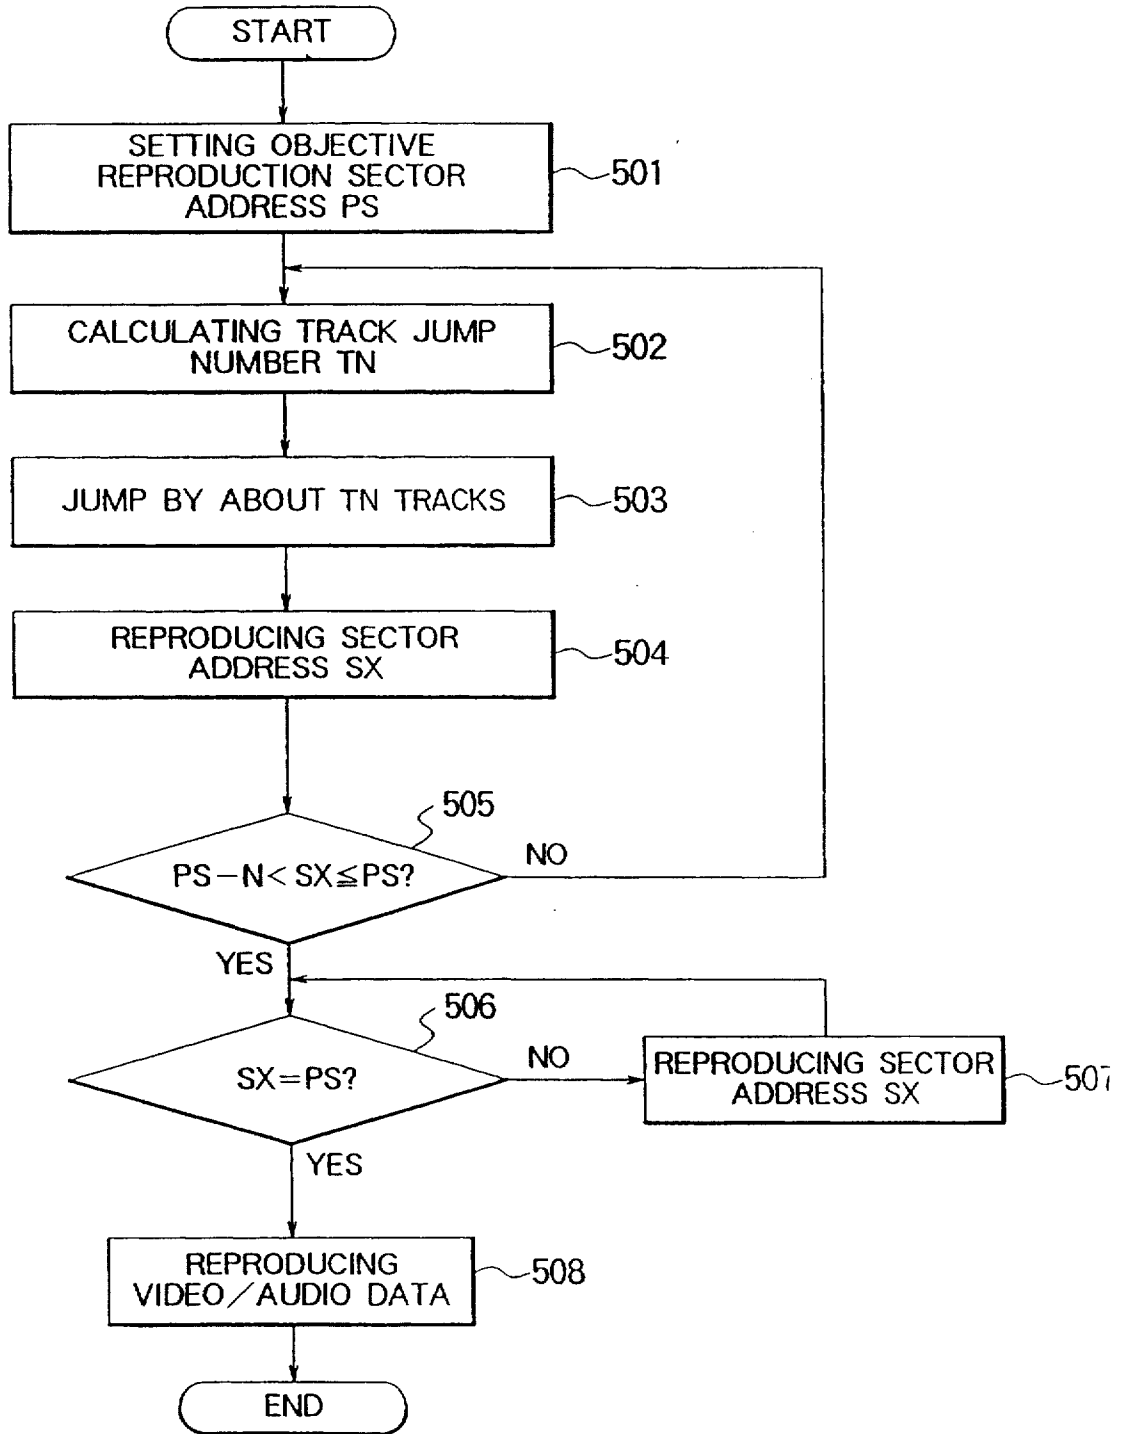 START
SETTING OBJECTIVE
REPRODUCTION SECTOR
ADDRESS PS
501
CALCULATING TRACK JUMP
NUMBER TN
502
JUMP BY ABOUT TN TRACKS
503
REPRODUCING SECTOR
ADDRESS SX
504
505
PS−N<SX≦PS?
NO
YES
506
SX=PS?
NO
REPRODUCING SECTOR
ADDRESS SX
507
YES
REPRODUCING
VIDEO/AUDIO DATA
508
END